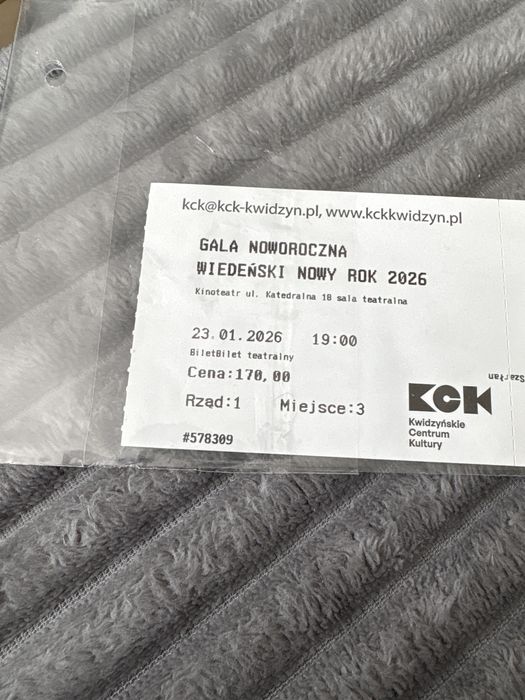 kck@kck-kwidzyn.pl, www.kckkwidzyn.pl
GALA NOWOROCZNA
WIEDEŃSKI NOWY ROK 2026
Kinoteatr ul. Katedralna 18 sala teatralna
23.01.2026 19:00
BiletBilet teatralny
Cena:170,00
Rząd:1 Miejsce:3
#578309
KCK
Kwidzyńskie
Centrum
Kultury